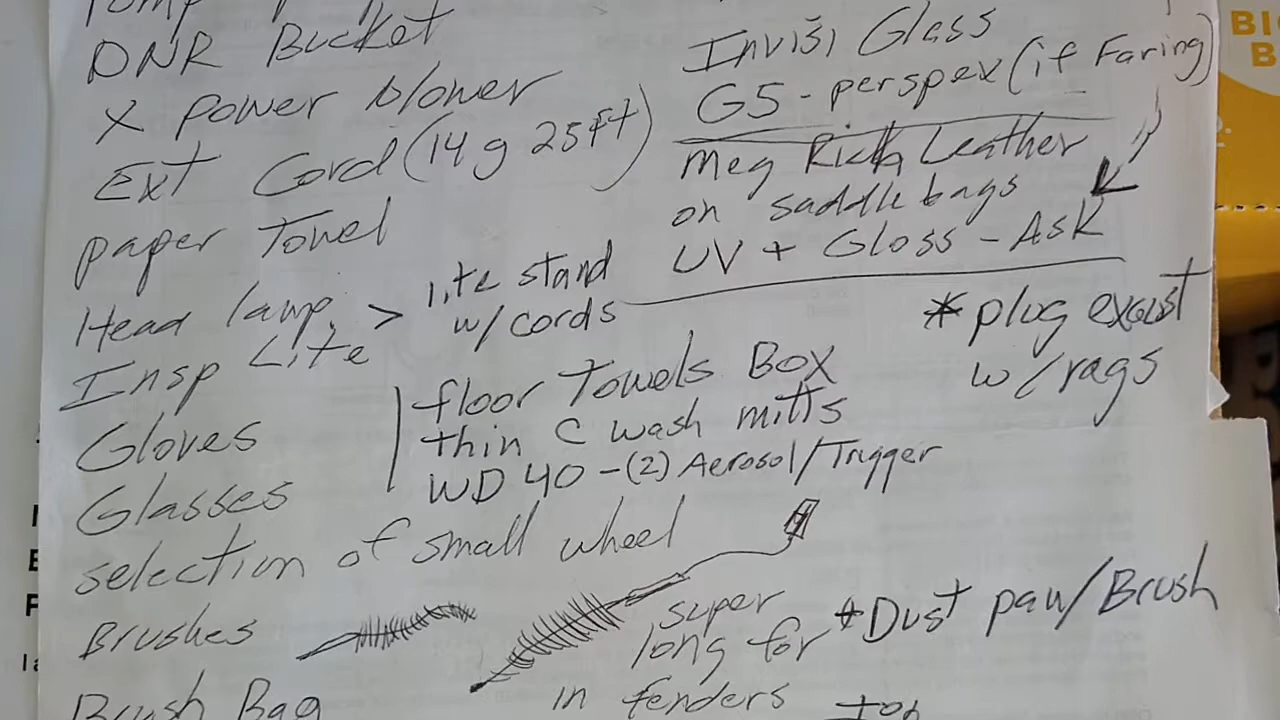 DNR Bucket
X Power blower
Ext Cord (14g 25ft)
paper Towel
Head lamp >
Insp Lite
lite stand
w/cords
Gloves
Glasses
floor Towels Box
thin C wash mitts
WD 40 - (2) Aerosol/Trigger
selection of small wheel
Brushes
super
long for
in fenders
Brush Bag
Invisi Glass
G5 - perspex (if Faring)
Meg Rich Leather
on saddle bags
UV + Gloss - Ask
* plug exaust
w/rags
* Dust pan/Brush
BI
B